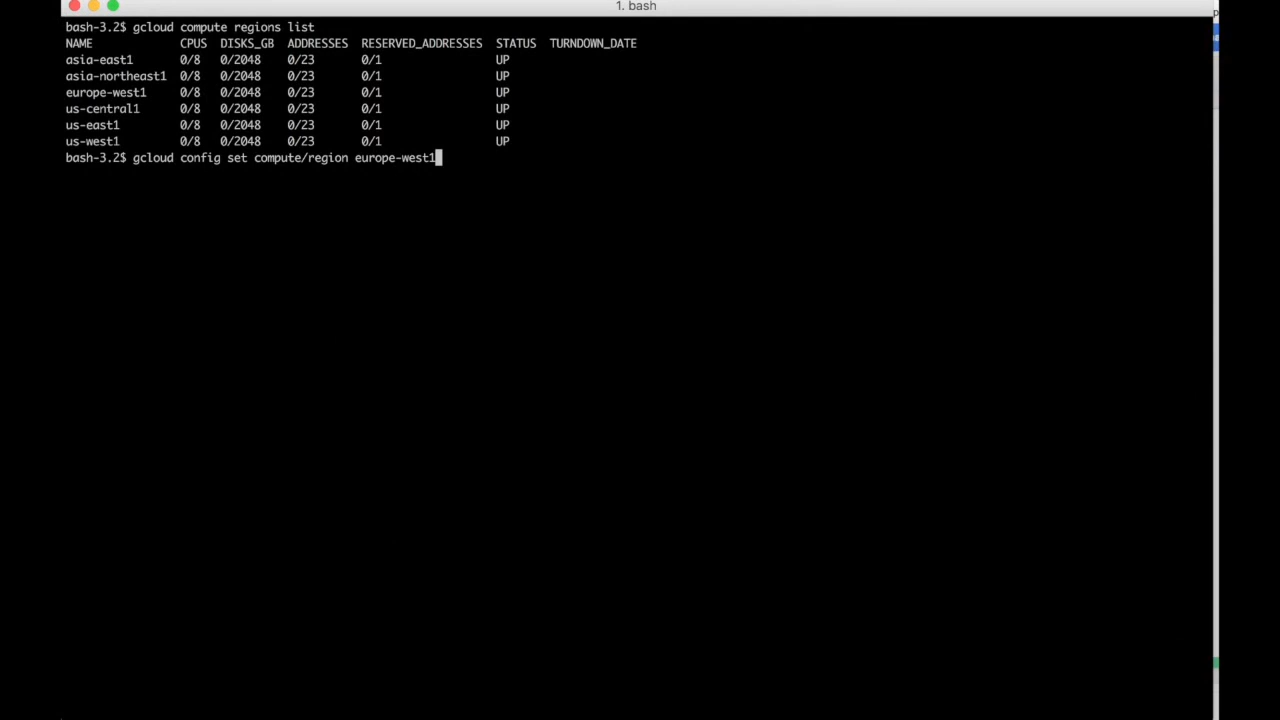 1. bash
bash-3.2$ gcloud compute regions list
NAME CPUS DISKS_GB ADDRESSES RESERVED_ADDRESSES STATUS TURNDOWN_DATE
asia-east1 0/8 0/2048 0/23 0/1 UP
asia-northeast1 0/8 0/2048 0/23 0/1 UP
europe-west1 0/8 0/2048 0/23 0/1 UP
us-central1 0/8 0/2048 0/23 0/1 UP
us-east1 0/8 0/2048 0/23 0/1 UP
us-west1 0/8 0/2048 0/23 0/1 UP
bash-3.2$ gcloud config set compute/region europe-west1